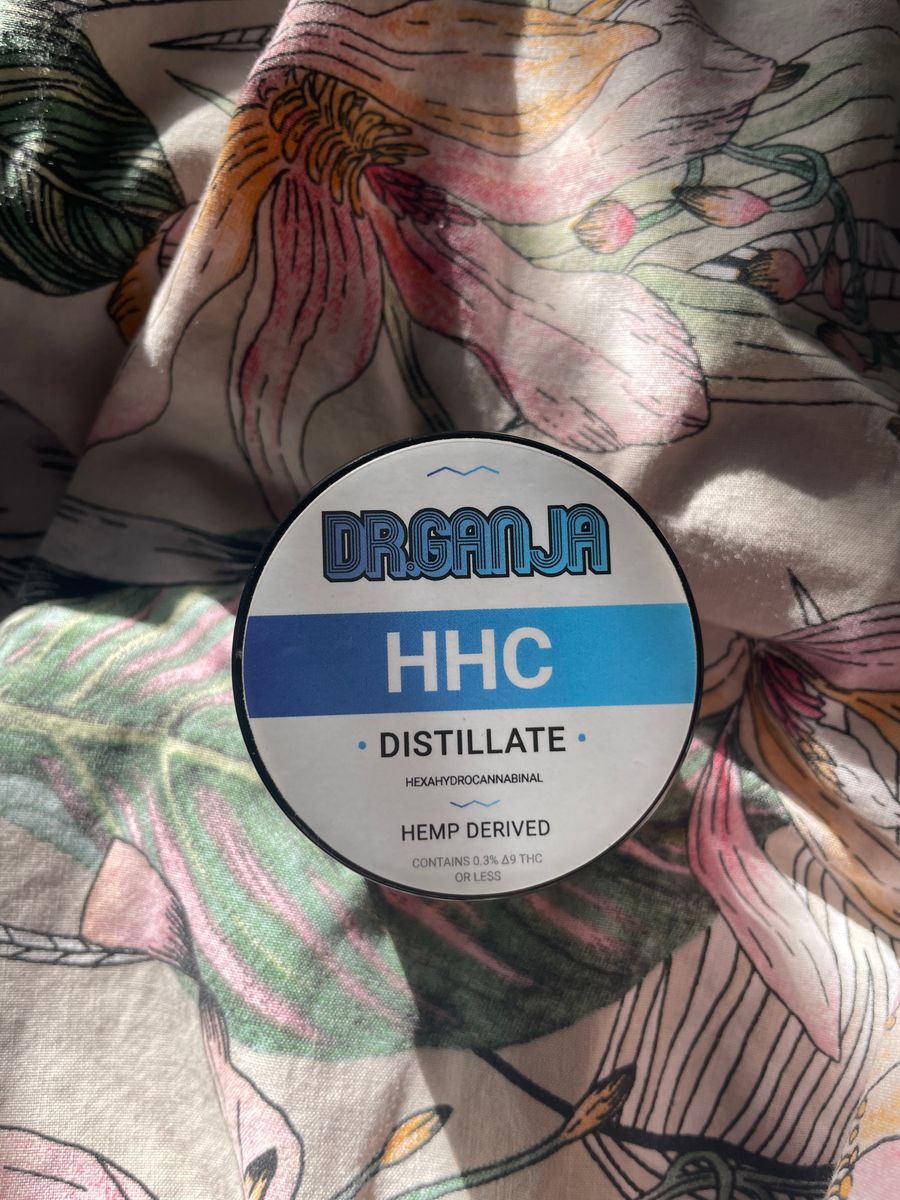 DR.GANJA
HHC
• DISTILLATE •
HEXAHYDROCANNABINAL
HEMP DERIVED
CONTAINS 0.3% Δ9 THC
OR LESS